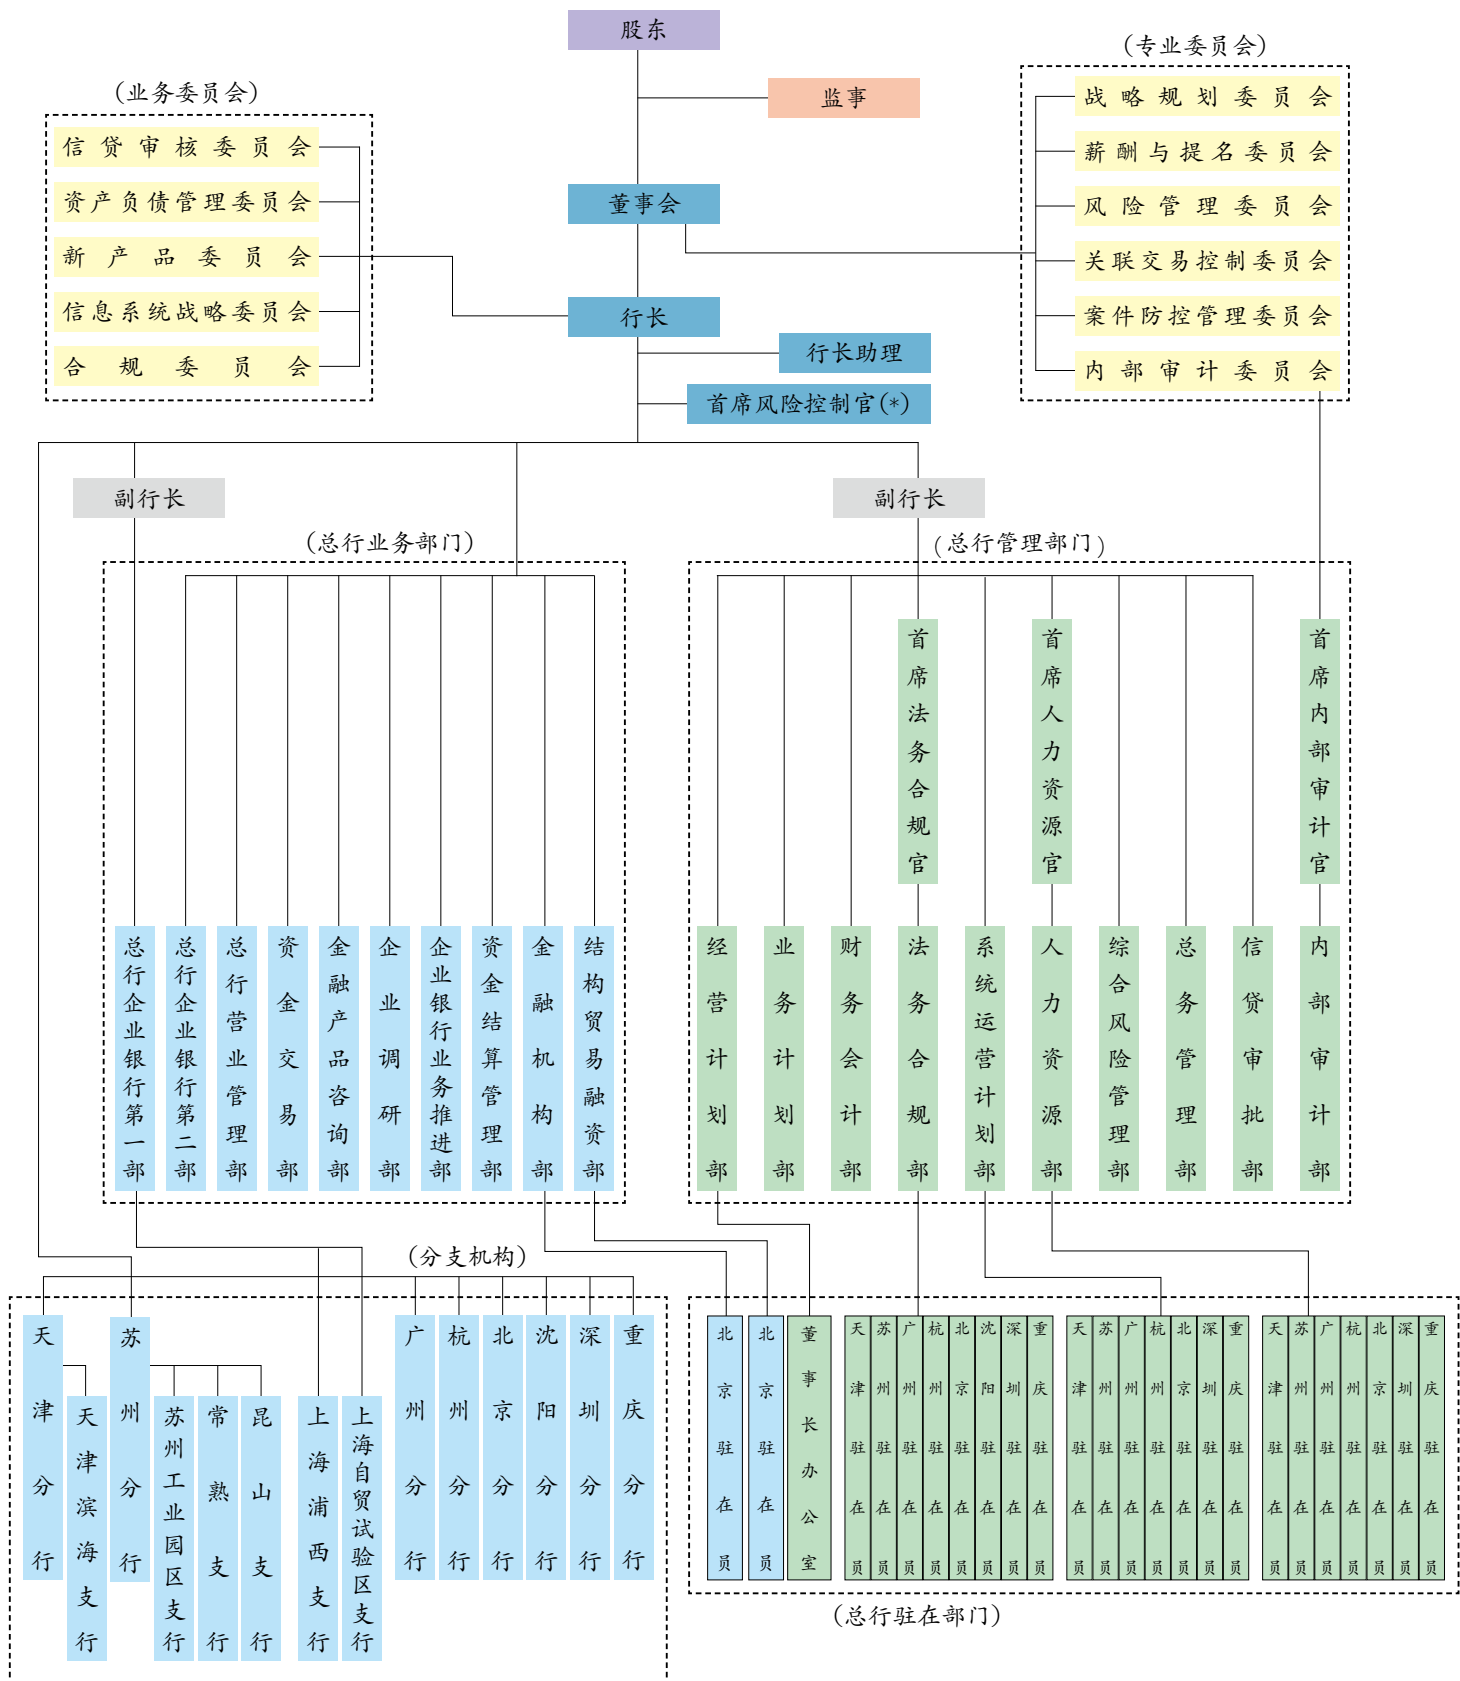 股东
监事
董事会
行长
行长助理
首席风险控制官(*)
(业务委员会)
信贷审核委员会
资产负债管理委员会
新产品委员会
信息系统战略委员会
合规委员会
(专业委员会)
战略规划委员会
薪酬与提名委员会
风险管理委员会
关联交易控制委员会
案件防控管理委员会
内部审计委员会
副行长
副行长
(总行业务部门)
总行企业银行第一部
总行企业银行第二部
总行营业管理部
资金交易部
金融产品咨询部
企业调研部
企业银行业务推进部
资金结算管理部
金融机构部
结构贸易融资部
(总行管理部门)
首席法务合规官
首席人力资源官
首席内部审计官
经营计划部
业务计划部
财务会计部
法务合规部
系统运营计划部
人力资源部
综合风险管理部
总务管理部
信贷审批部
内部审计部
(分支机构)
天津分行
天津滨海支行
苏州分行
苏州工业园区支行
常熟支行
昆山支行
上海浦西支行
上海自贸试验区支行
广州分行
杭州分行
北京分行
沈阳分行
深圳分行
重庆分行
北京驻在员
北京驻在员
董事长办公室
天津驻在员
苏州驻在员
广州驻在员
杭州驻在员
北京驻在员
沈阳驻在员
深圳驻在员
重庆驻在员
天津驻在员
苏州驻在员
广州驻在员
杭州驻在员
北京驻在员
深圳驻在员
重庆驻在员
天津驻在员
苏州驻在员
广州驻在员
杭州驻在员
北京驻在员
深圳驻在员
重庆驻在员
(总行驻在部门)